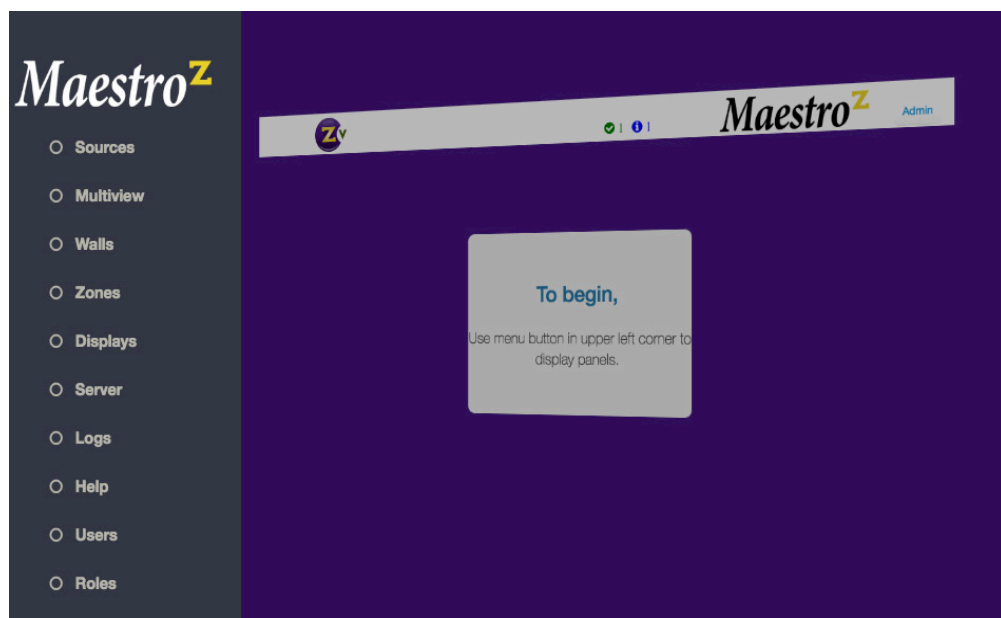 Maestro Z
Sources
Multiview
Walls
Zones
Displays
Server
Logs
Help
Users
Roles
Z v
Maestro Z
Admin
To begin,
Use menu button in upper left corner to
display panels.